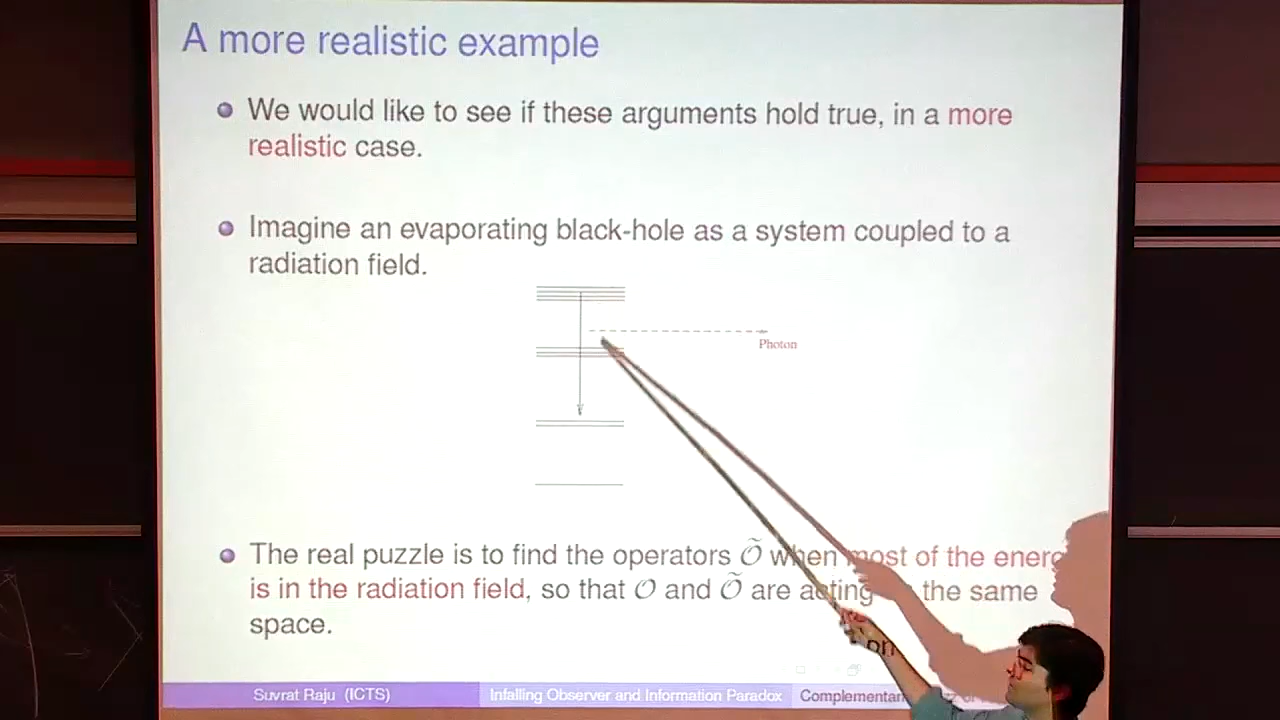 A more realistic example
We would like to see if these arguments hold true, in a more
realistic case.
Imagine an evaporating black-hole as a system coupled to a
radiation field.
Photon
The real puzzle is to find the operators Õ when most of the
is in the radiation field, so that O and Õ are acting the same
space.
Suvrat Raju (ICTS)
Infalling Observer and Information Paradox